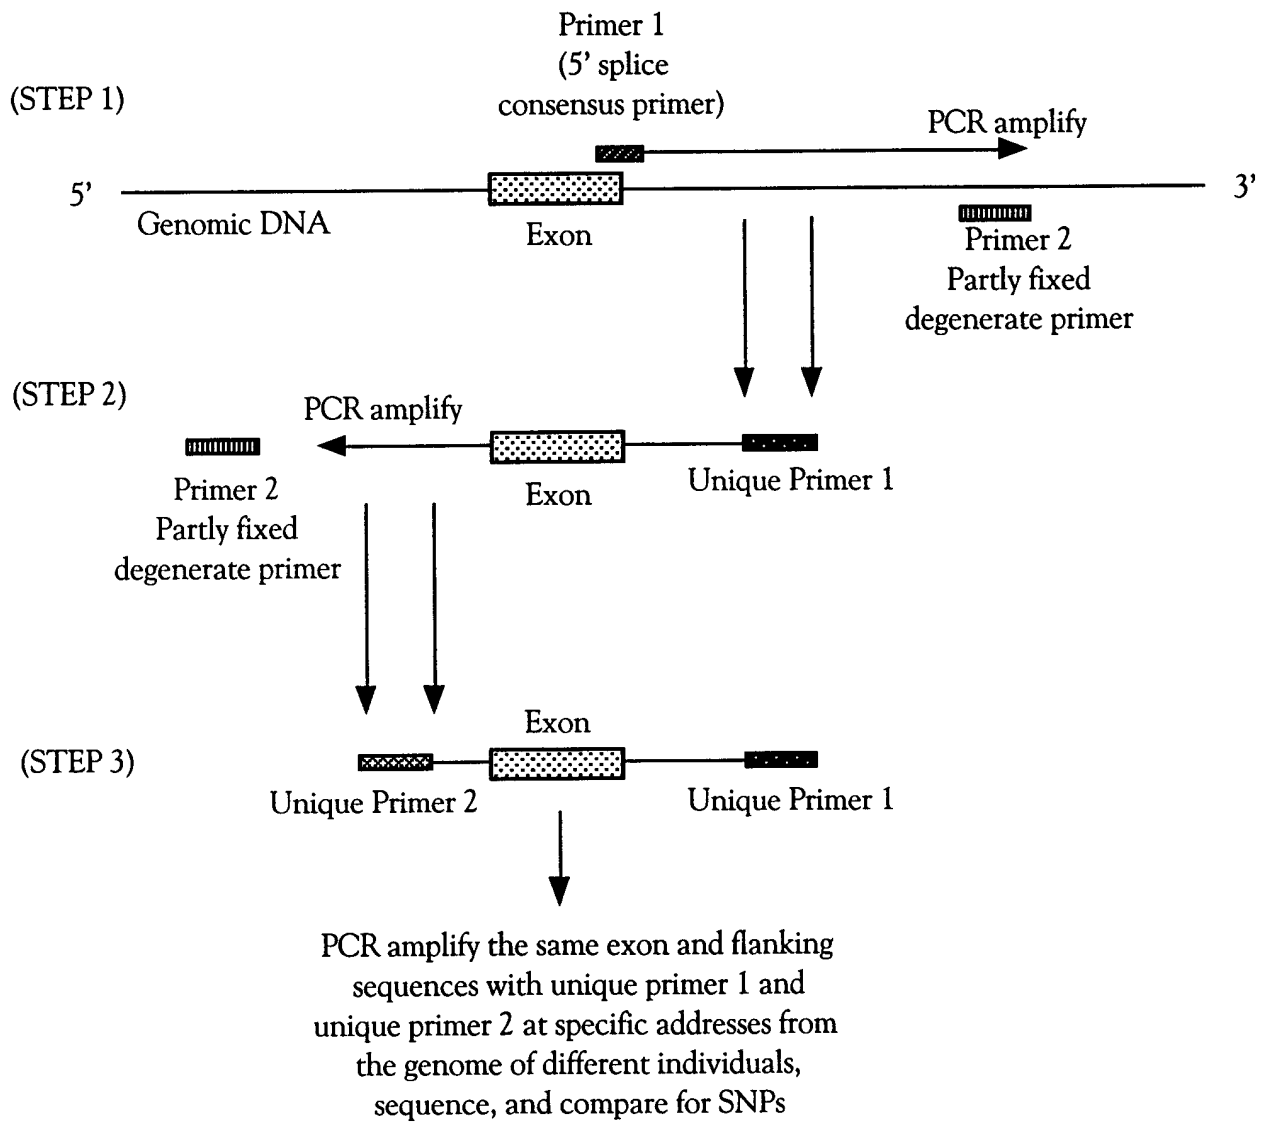 Primer 1
(5' splice
consensus primer)
(STEP 1)
PCR amplify
5'
3'
Genomic DNA
Exon
Primer 2
Partly fixed
degenerate primer
(STEP 2)
PCR amplify
Primer 2
Partly fixed
degenerate primer
Exon
Unique Primer 1
(STEP 3)
Exon
Unique Primer 2
Unique Primer 1
PCR amplify the same exon and flanking
sequences with unique primer 1 and
unique primer 2 at specific addresses from
the genome of different individuals,
sequence, and compare for SNPs